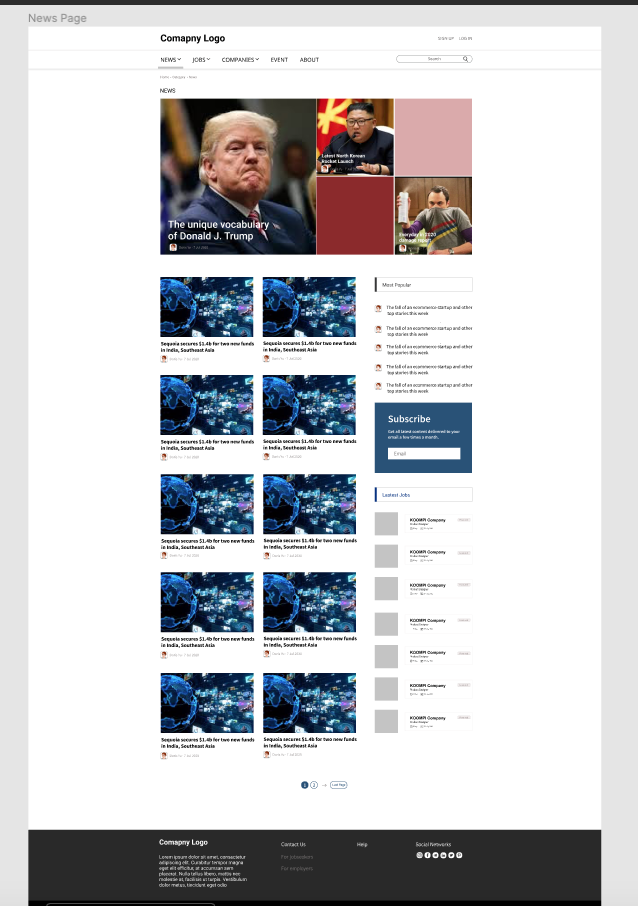 News Page
Comapny Logo
SIGN UP LOG IN
NEWS JOBS COMPANIES EVENT ABOUT
Search
Home - Category - News
NEWS
Latest North Korean
Rocket Launch
The unique vocabulary
of Donald J. Trump
Everyday in 2020
Sequoia secures $1.4b for two new funds
in India, Southeast Asia
Sequoia secures $1.4b for two new funds
in India, Southeast Asia
Sequoia secures $1.4b for two new funds
in India, Southeast Asia
Sequoia secures $1.4b for two new funds
in India, Southeast Asia
Sequoia secures $1.4b for two new funds
in India, Southeast Asia
Sequoia secures $1.4b for two new funds
in India, Southeast Asia
Sequoia secures $1.4b for two new funds
in India, Southeast Asia
Sequoia secures $1.4b for two new funds
in India, Southeast Asia
Sequoia secures $1.4b for two new funds
in India, Southeast Asia
Sequoia secures $1.4b for two new funds
in India, Southeast Asia
1 2 Last Page
Most Popular
The fall of an ecommerce startup and other
top stories this week
The fall of an ecommerce startup and other
top stories this week
The fall of an ecommerce startup and other
top stories this week
The fall of an ecommerce startup and other
top stories this week
The fall of an ecommerce startup and other
top stories this week
Subscribe
Get all latest content delivered to your
email a few times a month.
Email
Lastest Jobs
KOOMPI Company
KOOMPI Company
KOOMPI Company
KOOMPI Company
KOOMPI Company
KOOMPI Company
KOOMPI Company
Comapny Logo
Lorem ipsum dolor sit amet, consectetur
adipiscing elit. Curabitur tempor magna
eget elit efficitur, at accumsan sem
placerat. Nulla tellus libero, mattis nec
molestie at, facilisis ut turpis. Vestibulum
dolor metus, tincidunt eget odio
Contact Us
For jobseekers
For employers
Help
Social Networks